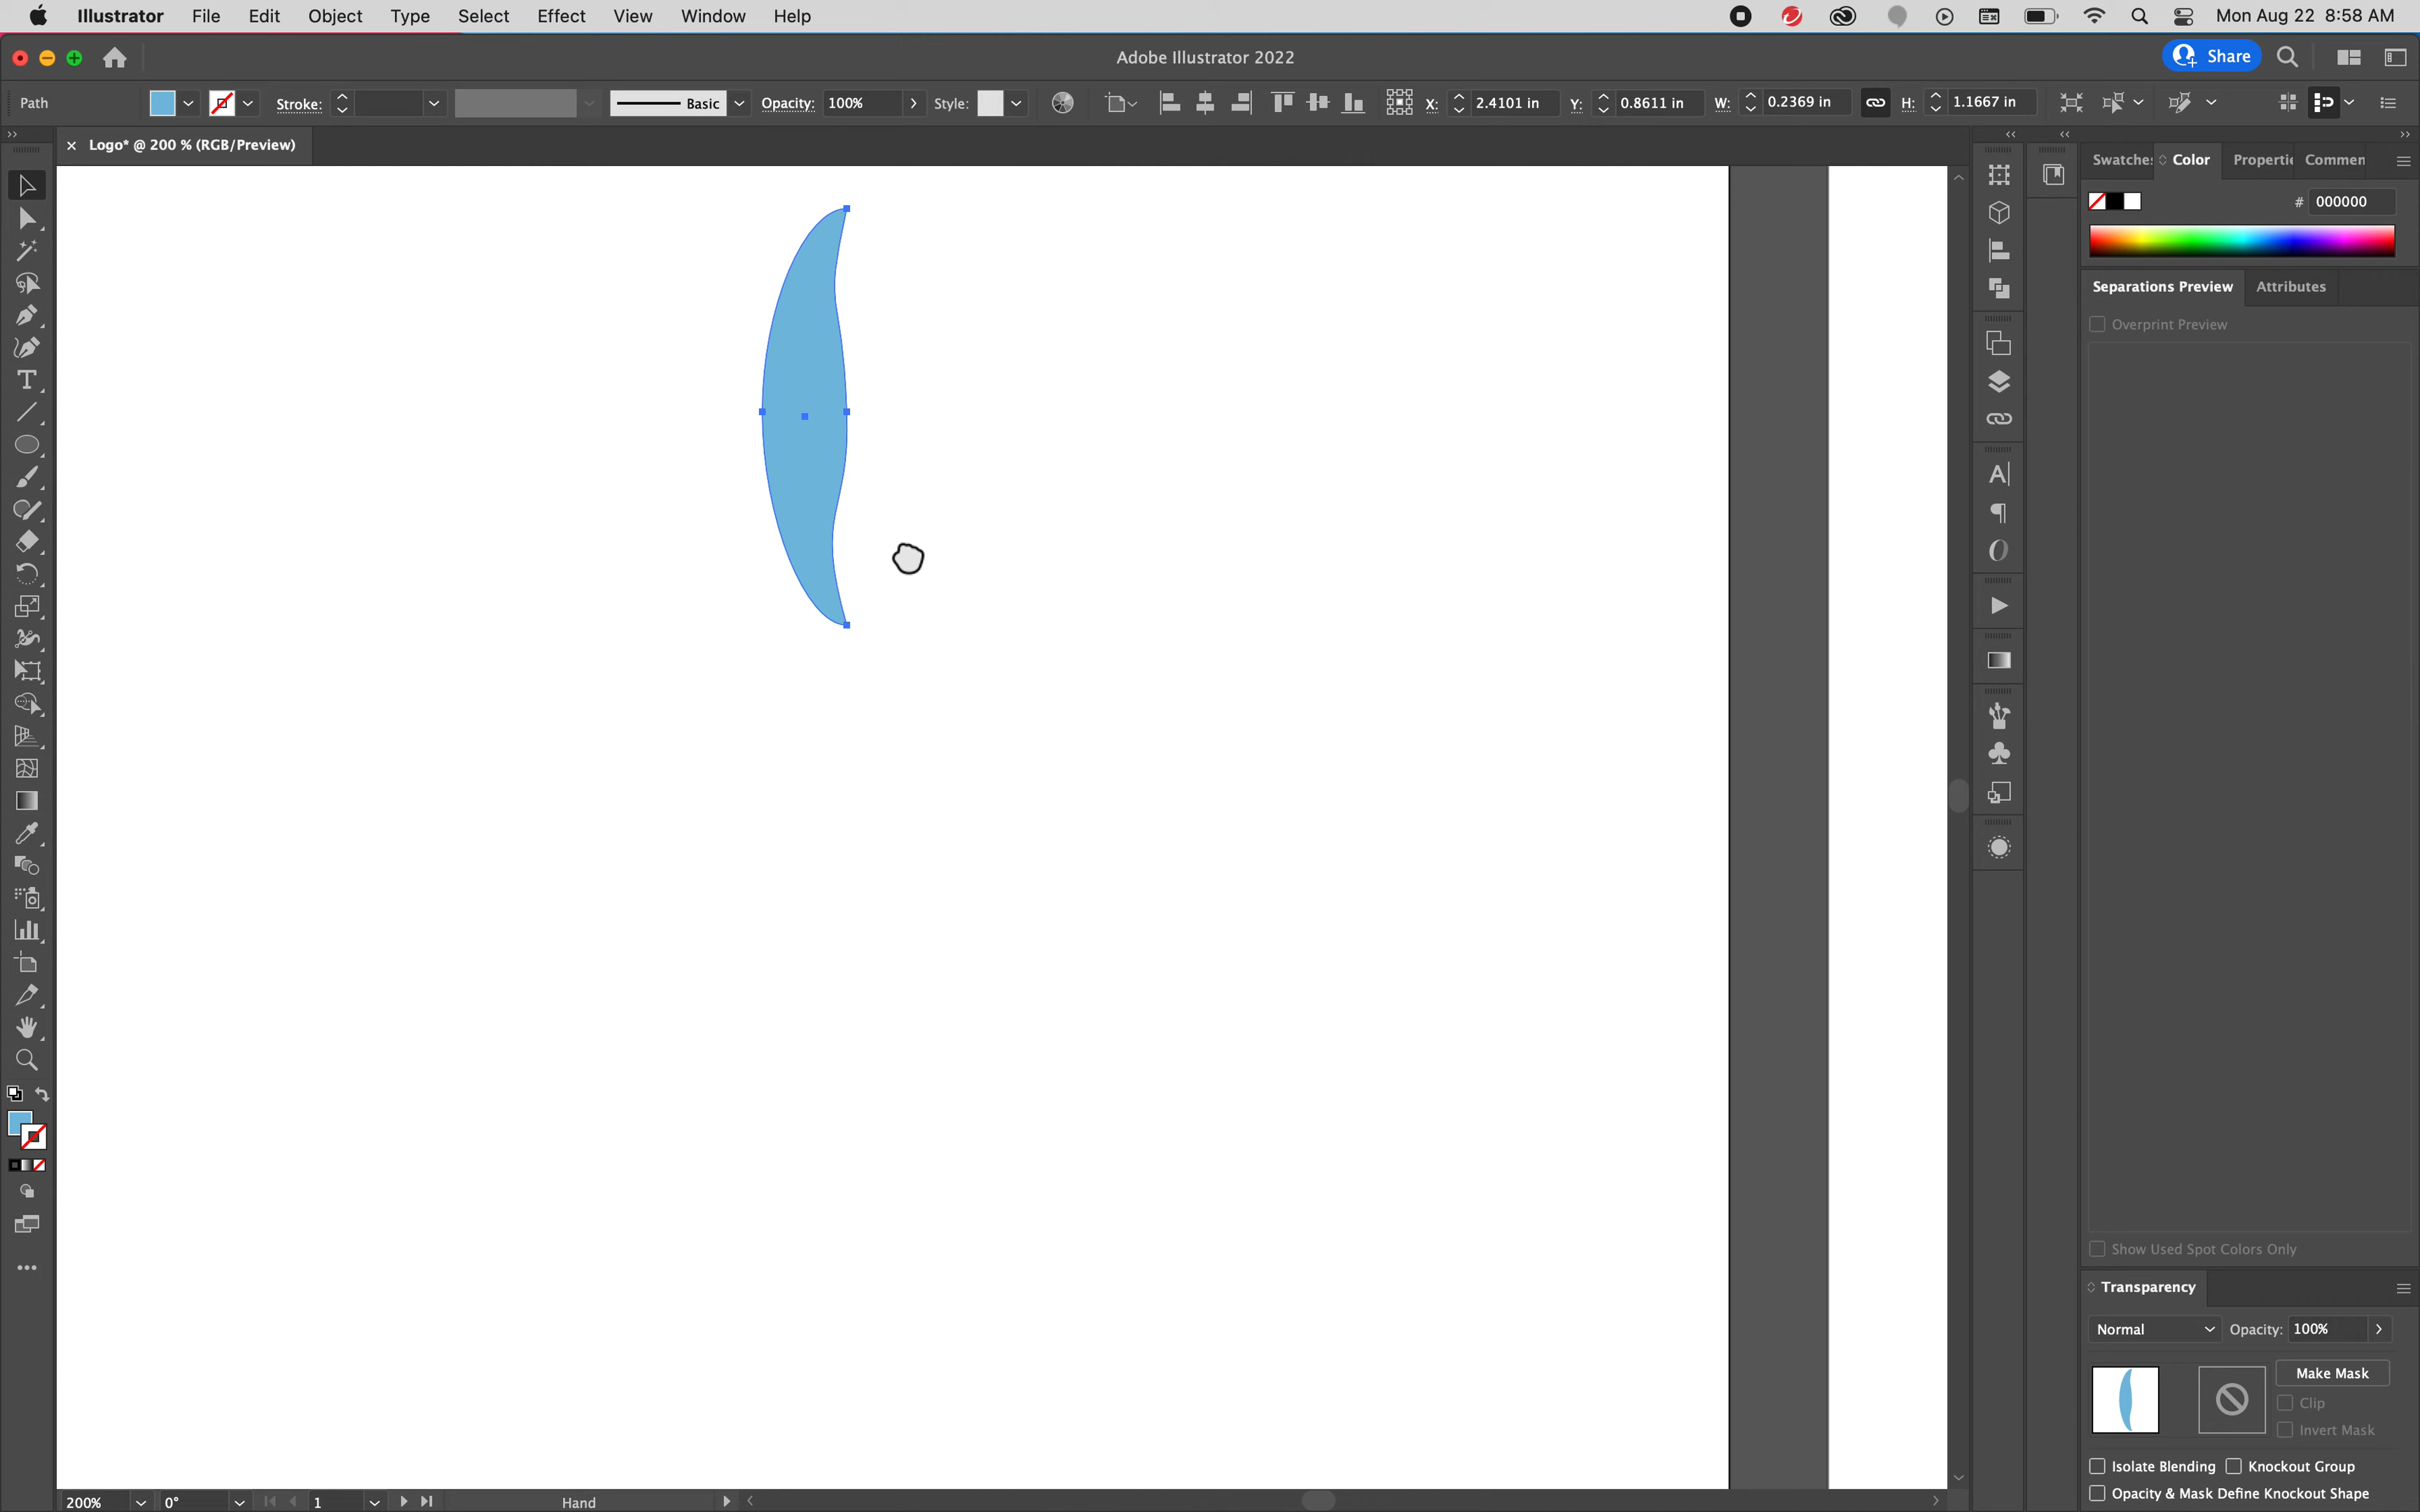 Illustrator File Edit Object Type Select Effect View Window Help Mon Aug 22 8:58 AM
Adobe Illustrator 2022 Share
Path Stroke: Basic Opacity: 100% Style: X: 2.4101 in Y: 0.8611 in W: 0.2369 in H: 1.1667 in
Logo* @ 200 % (RGB/Preview)
Swatches Color Propertie Commen
# 000000
Separations Preview Attributes
Overprint Preview
Show Used Spot Colors Only
Transparency
Normal Opacity: 100%
Make Mask
Clip
Invert Mask
Isolate Blending Knockout Group
Opacity & Mask Define Knockout Shape
200% 0° 1 Hand